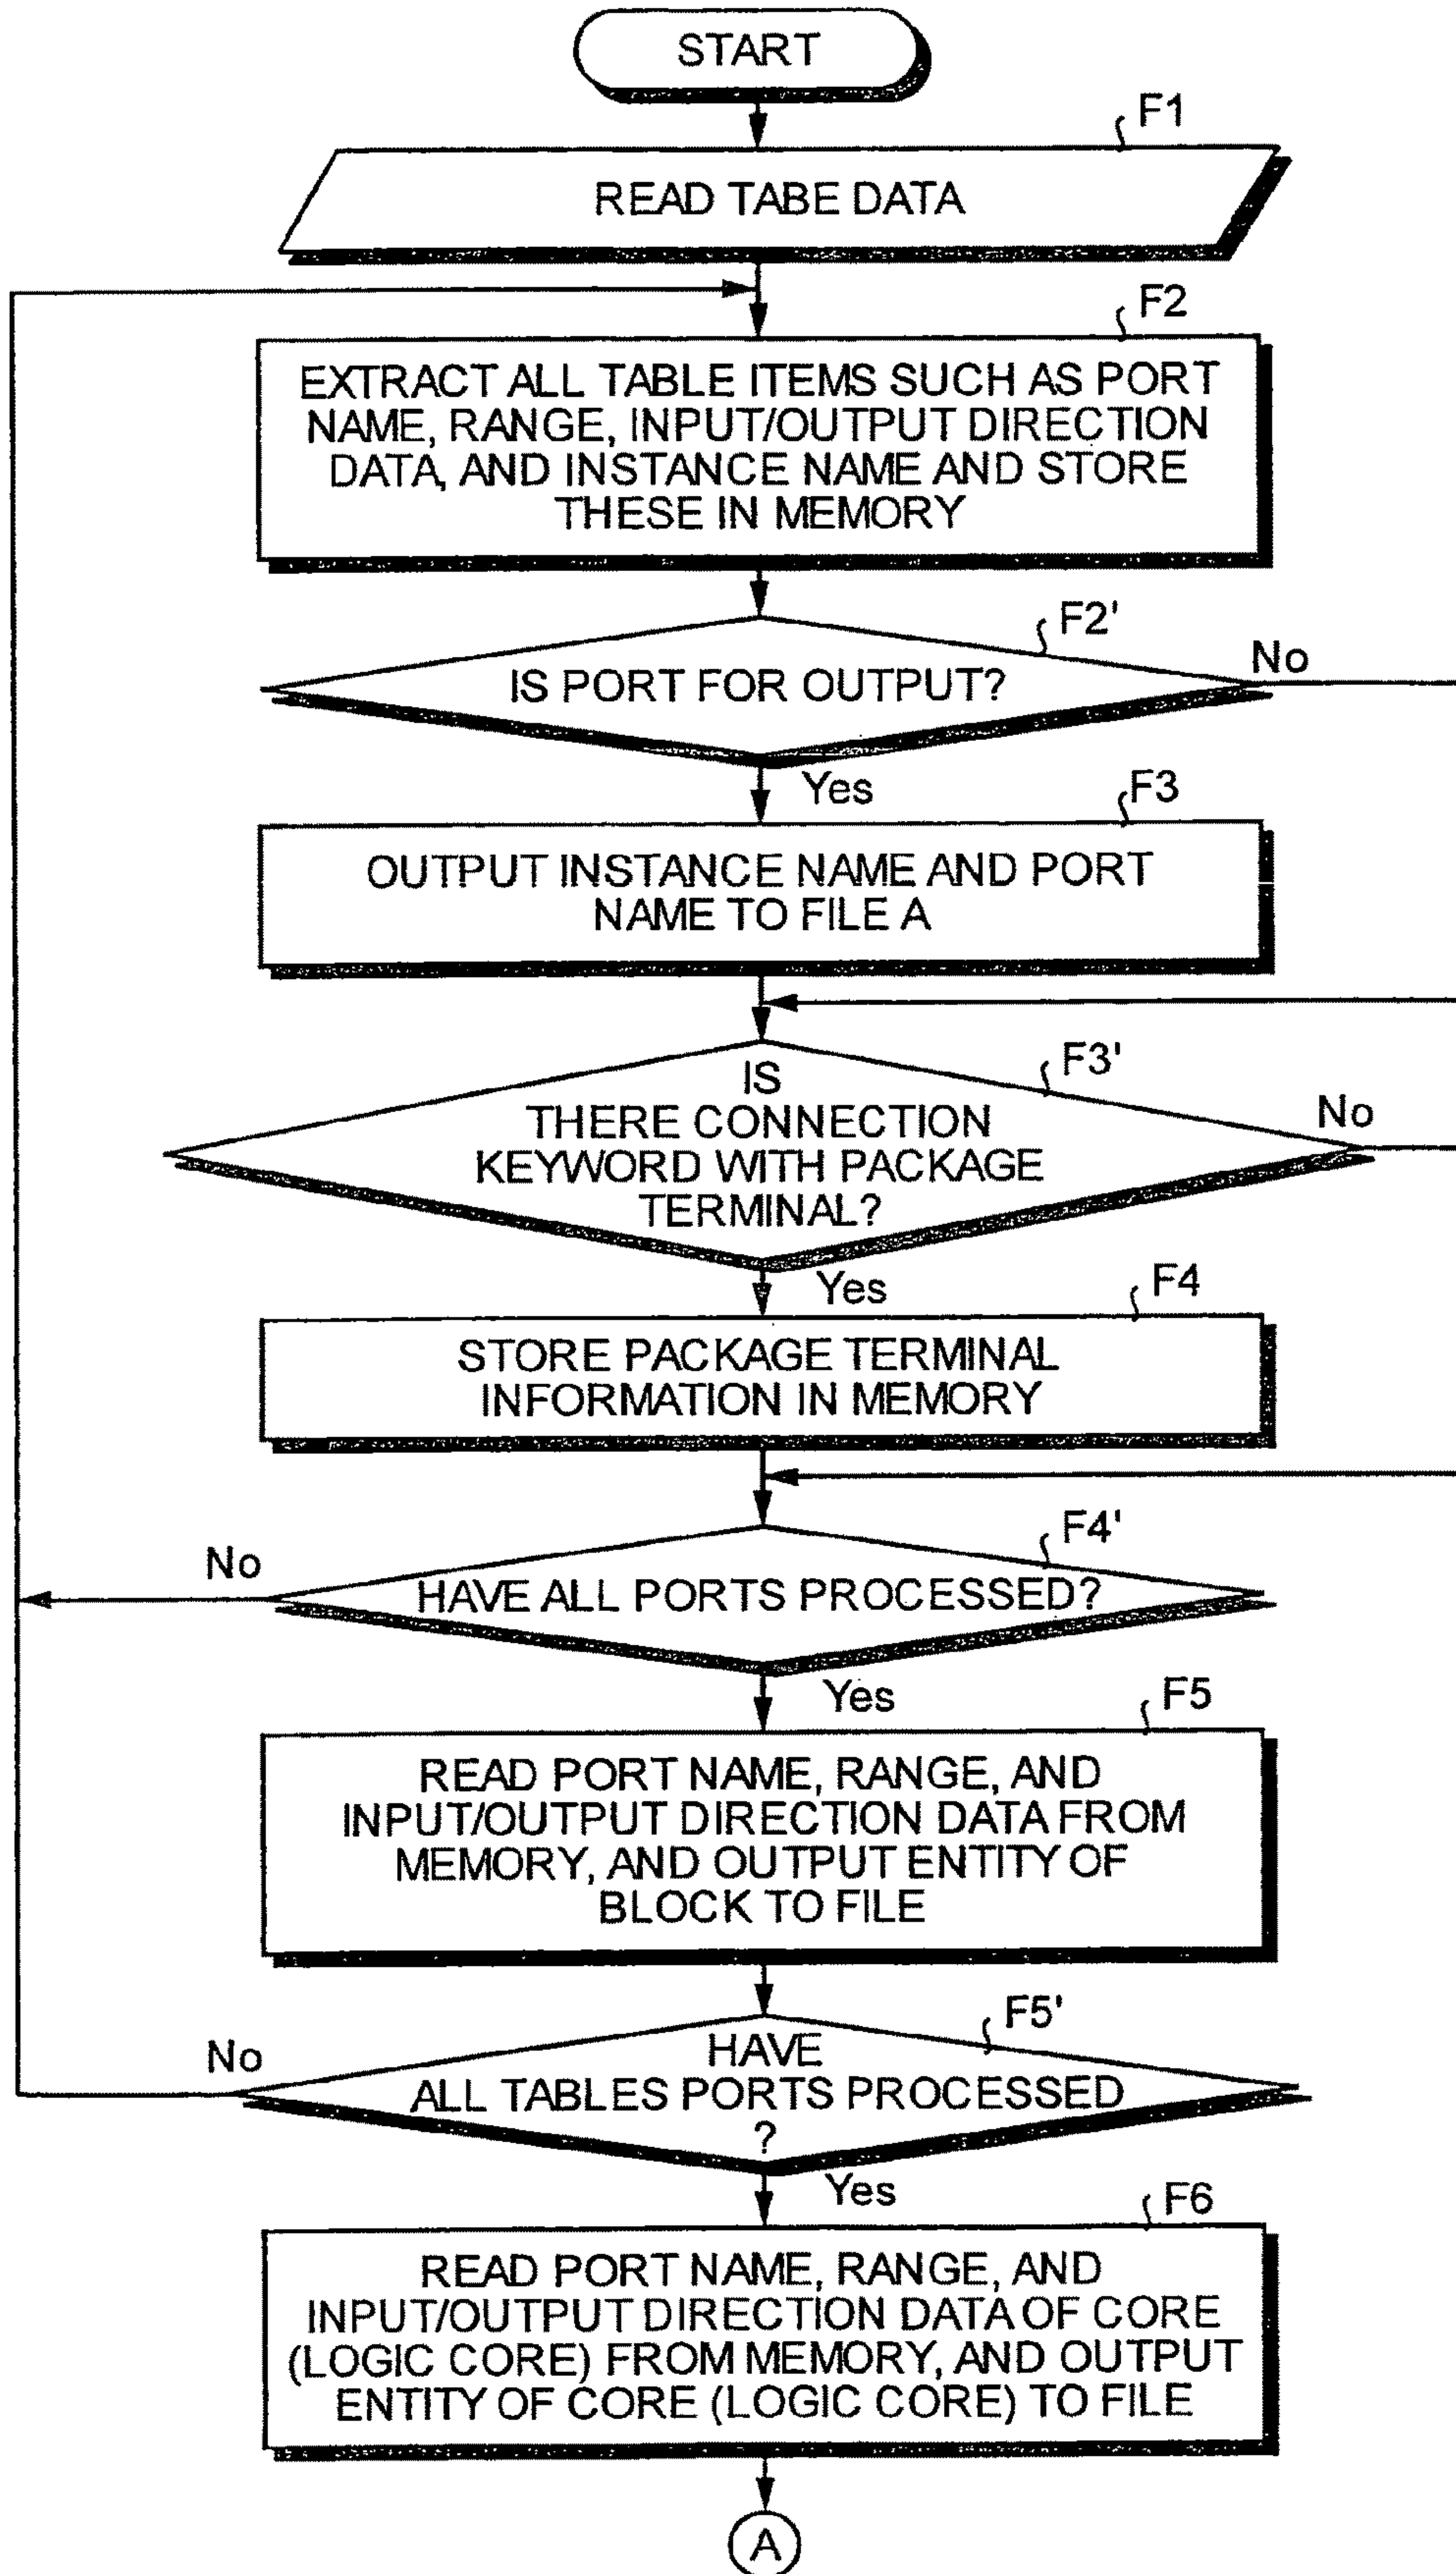 START
F1
READ TABE DATA
F2
EXTRACT ALL TABLE ITEMS SUCH AS PORT
NAME, RANGE, INPUT/OUTPUT DIRECTION
DATA, AND INSTANCE NAME AND STORE
THESE IN MEMORY
F2'
No
IS PORT FOR OUTPUT?
Yes
F3
OUTPUT INSTANCE NAME AND PORT
NAME TO FILE A
F3'
IS
THERE CONNECTION
No
KEYWORD WITH PACKAGE
TERMINAL?
Yes
F4
STORE PACKAGE TERMINAL
INFORMATION IN MEMORY
F4'
No
HAVE ALL PORTS PROCESSED?
Yes
F5
READ PORT NAME, RANGE, AND
INPUT/OUTPUT DIRECTION DATA FROM
MEMORY, AND OUTPUT ENTITY OF
BLOCK TO FILE
F5'
No
HAVE
ALL TABLES PORTS PROCESSED
?
Yes
F6
READ PORT NAME, RANGE, AND
INPUT/OUTPUT DIRECTION DATA OF CORE
(LOGIC CORE) FROM MEMORY, AND OUTPUT
ENTITY OF CORE (LOGIC CORE) TO FILE
A